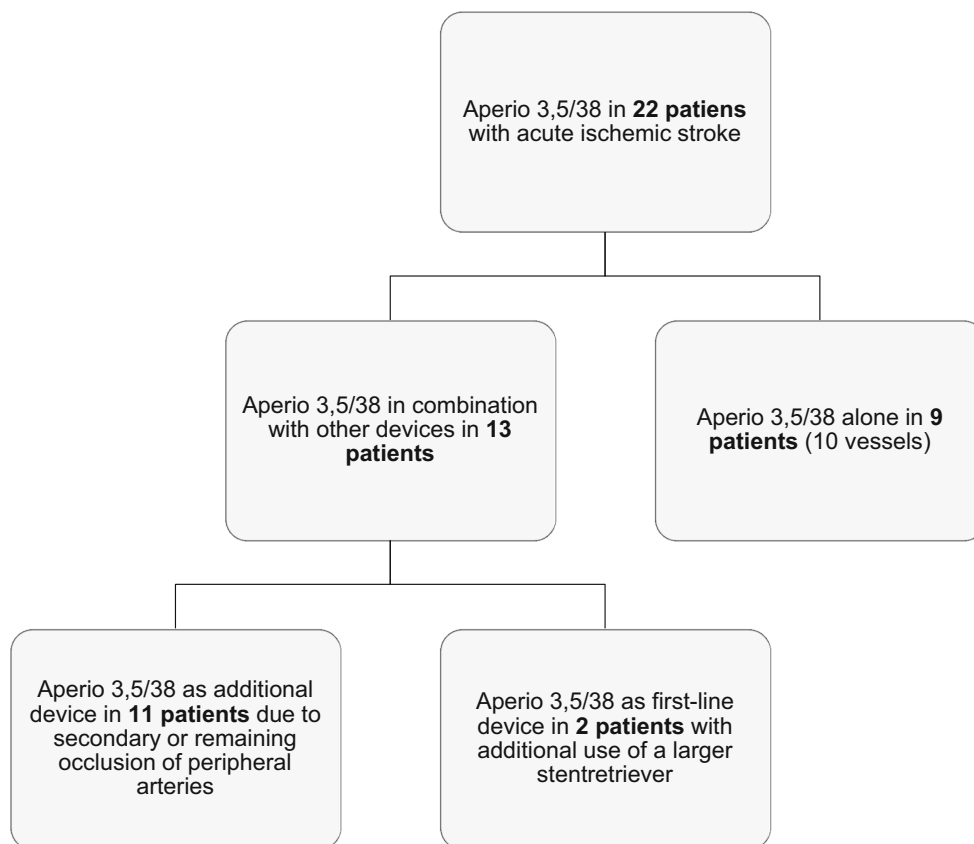 Aperio 3,5/38 in 22 patiens
with acute ischemic stroke
Aperio 3,5/38 in combination
with other devices in 13
patients
Aperio 3,5/38 alone in 9
patients (10 vessels)
Aperio 3,5/38 as additional
device in 11 patients due to
secondary or remaining
occlusion of peripheral
arteries
Aperio 3,5/38 as first-line
device in 2 patients with
additional use of a larger
stentretriever